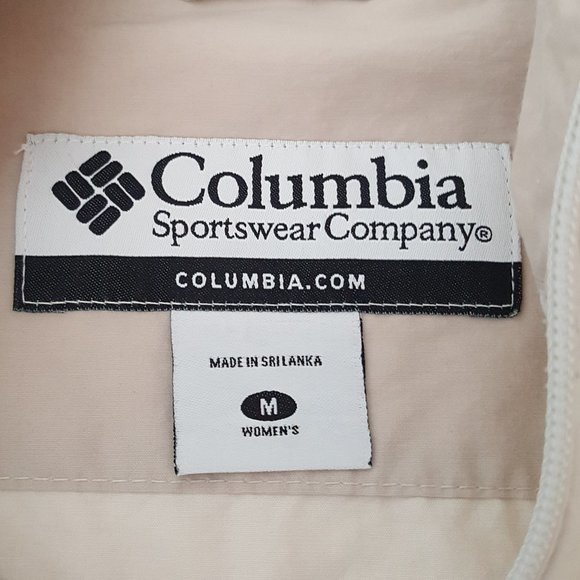 Columbia
Sportswear Company®
COLUMBIA.COM
MADE IN SRI LANKA
M
WOMEN'S